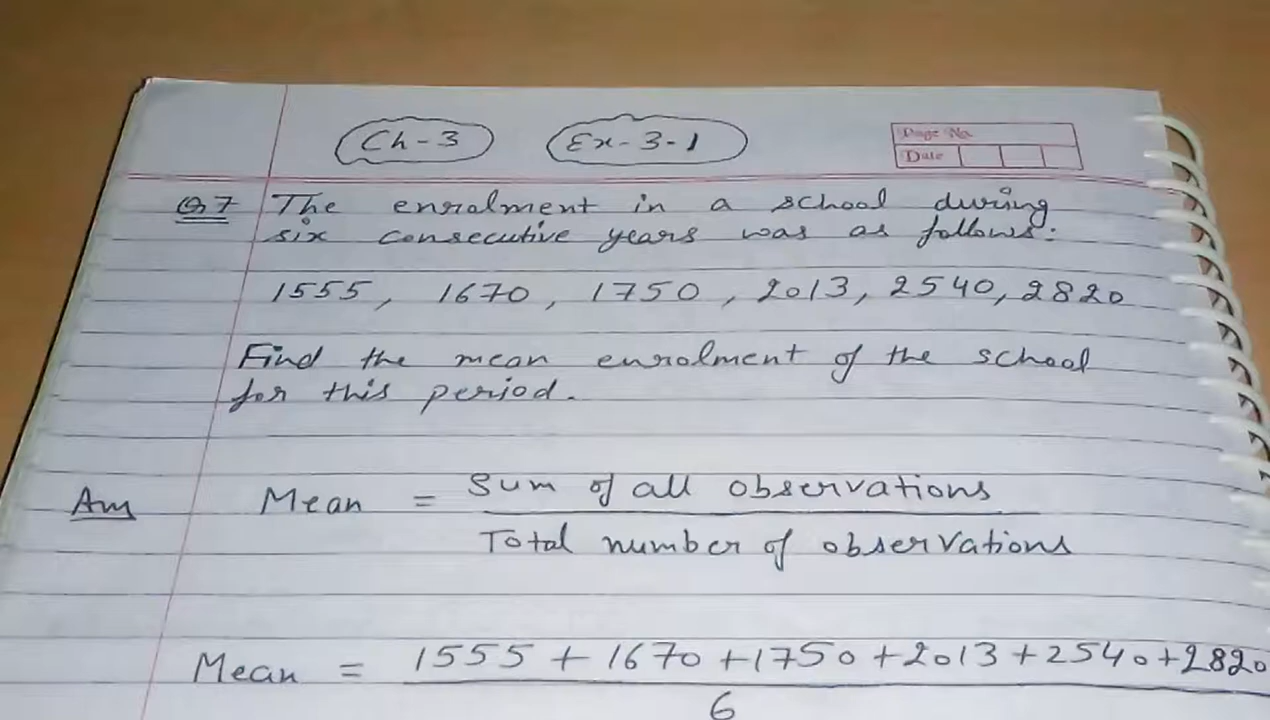 Ch-3 Ex-3-1
Page No.
Date
Q7 The enrolment in a school during
six consecutive years was as follows:
1555, 1670, 1750, 2013, 2540, 2820
Find the mean enrolment of the school
for this period.
Ans Mean = Sum of all observations
Total number of observations
Mean = 1555 + 1670 + 1750 + 2013 + 2540 + 2820
6